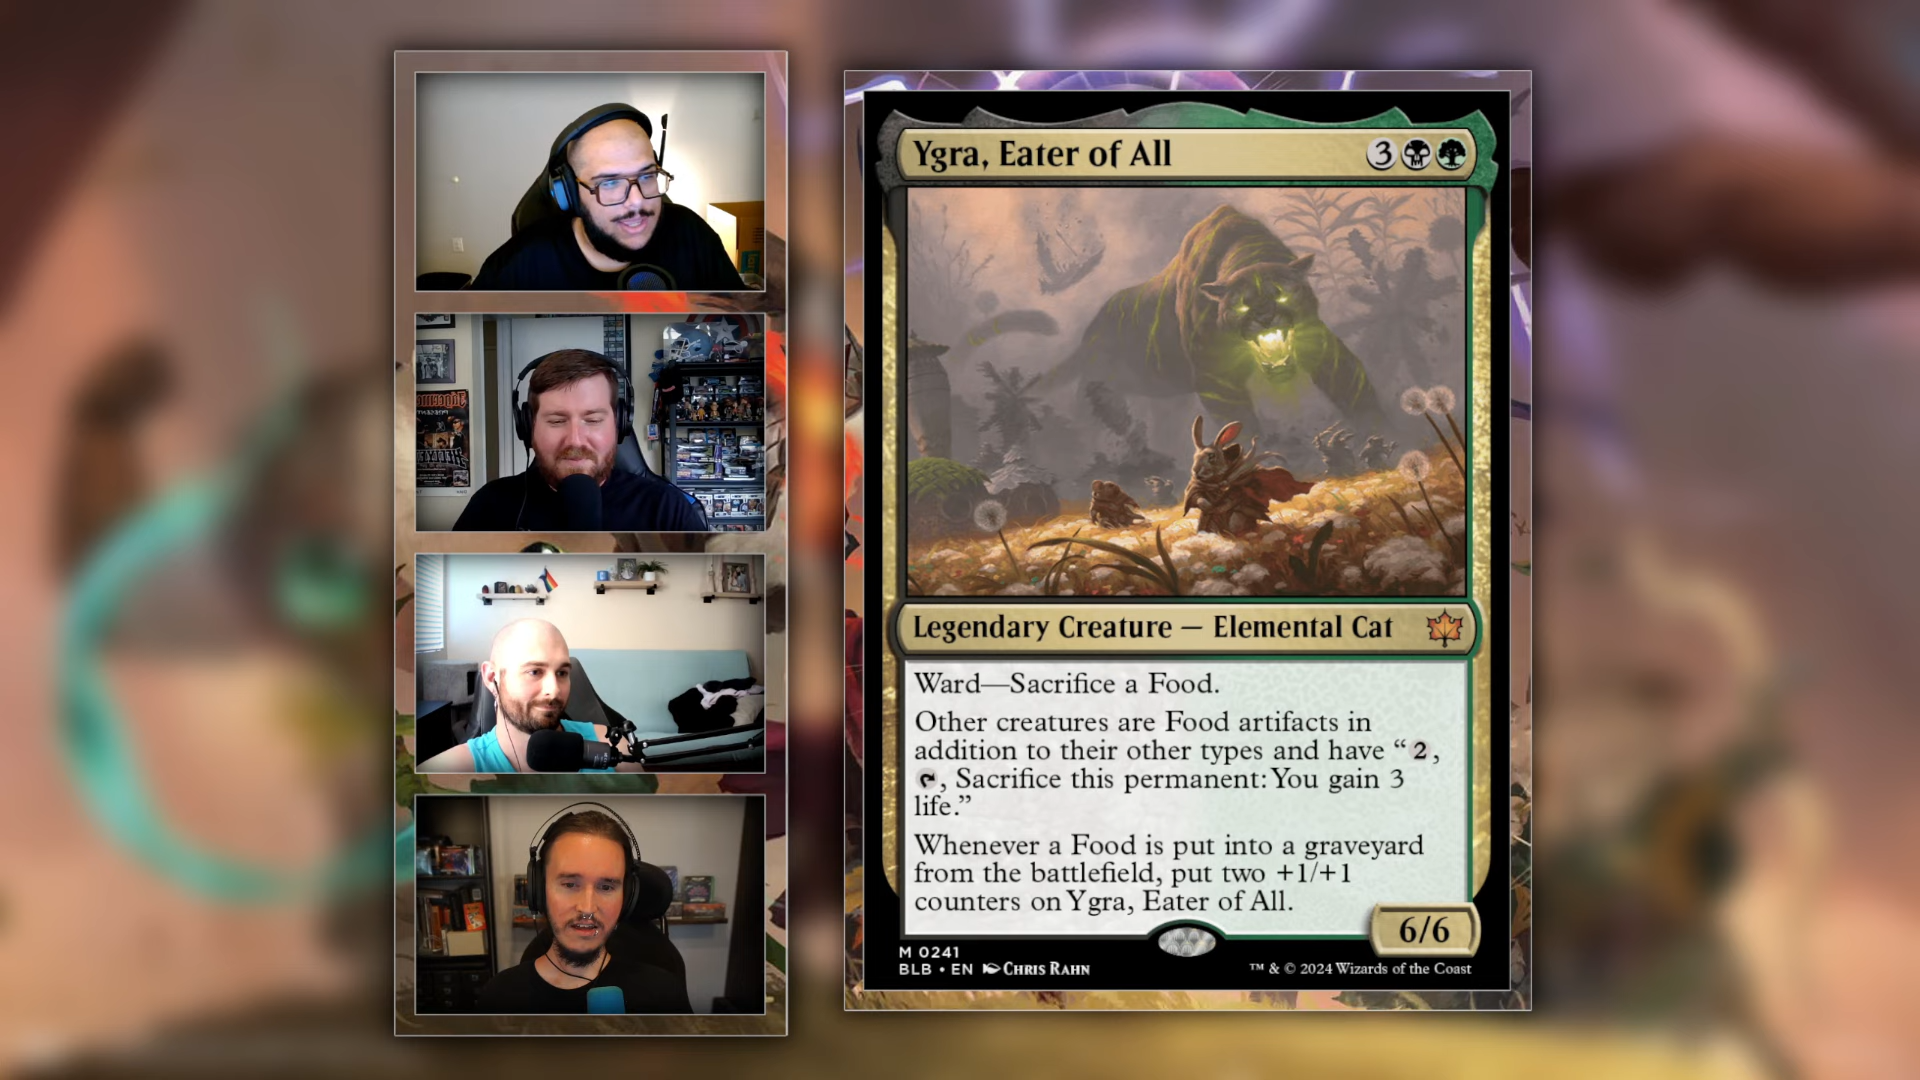 Ygra, Eater of All
3
Legendary Creature — Elemental Cat
Ward—Sacrifice a Food.
Other creatures are Food artifacts in
addition to their other types and have “2,
, Sacrifice this permanent: You gain 3
life.”
Whenever a Food is put into a graveyard
from the battlefield, put two +1/+1
counters on Ygra, Eater of All.
6/6
M 0241
BLB • EN CHRIS RAHN
™ & © 2024 Wizards of the Coast